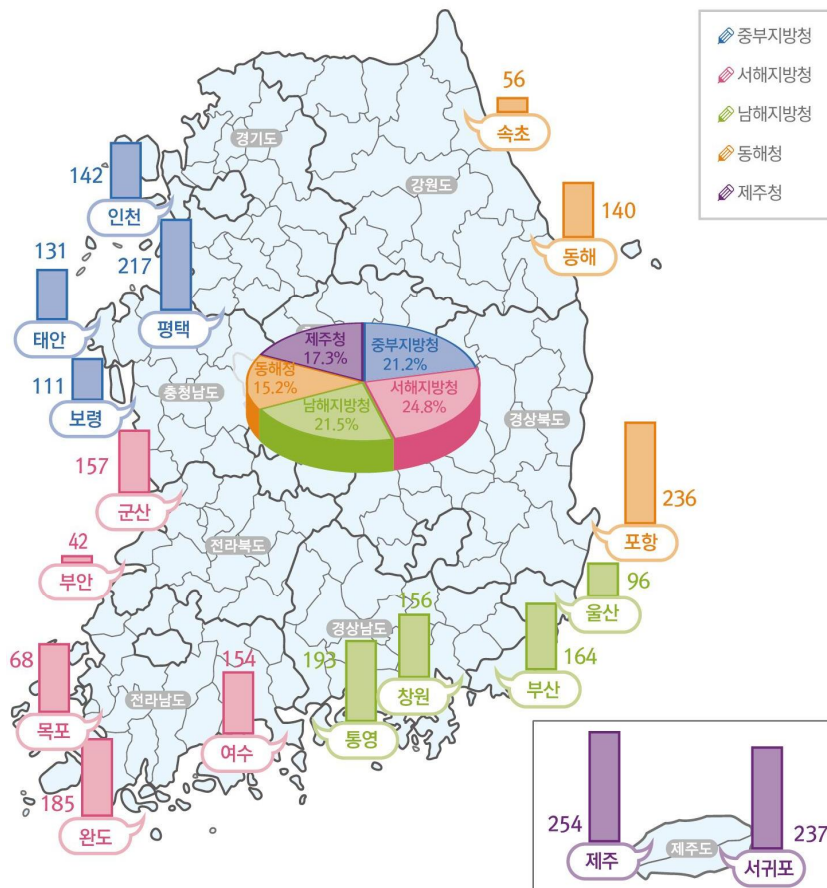 중부지방청
서해지방청
남해지방청
동해청
제주청
56
속초
경기도
강원도
142
인천
140
동해
131
태안
217
평택
제주청
17.3%
중부지방청
21.2%
동해청
15.2%
서해지방청
24.8%
남해지방청
21.5%
111
보령
충청남도
경상북도
157
군산
236
포항
42
부안
전라북도
96
울산
68
목포
전라남도
154
여수
경상남도
193
통영
156
창원
164
부산
185
완도
254
제주
제주도
237
서귀포